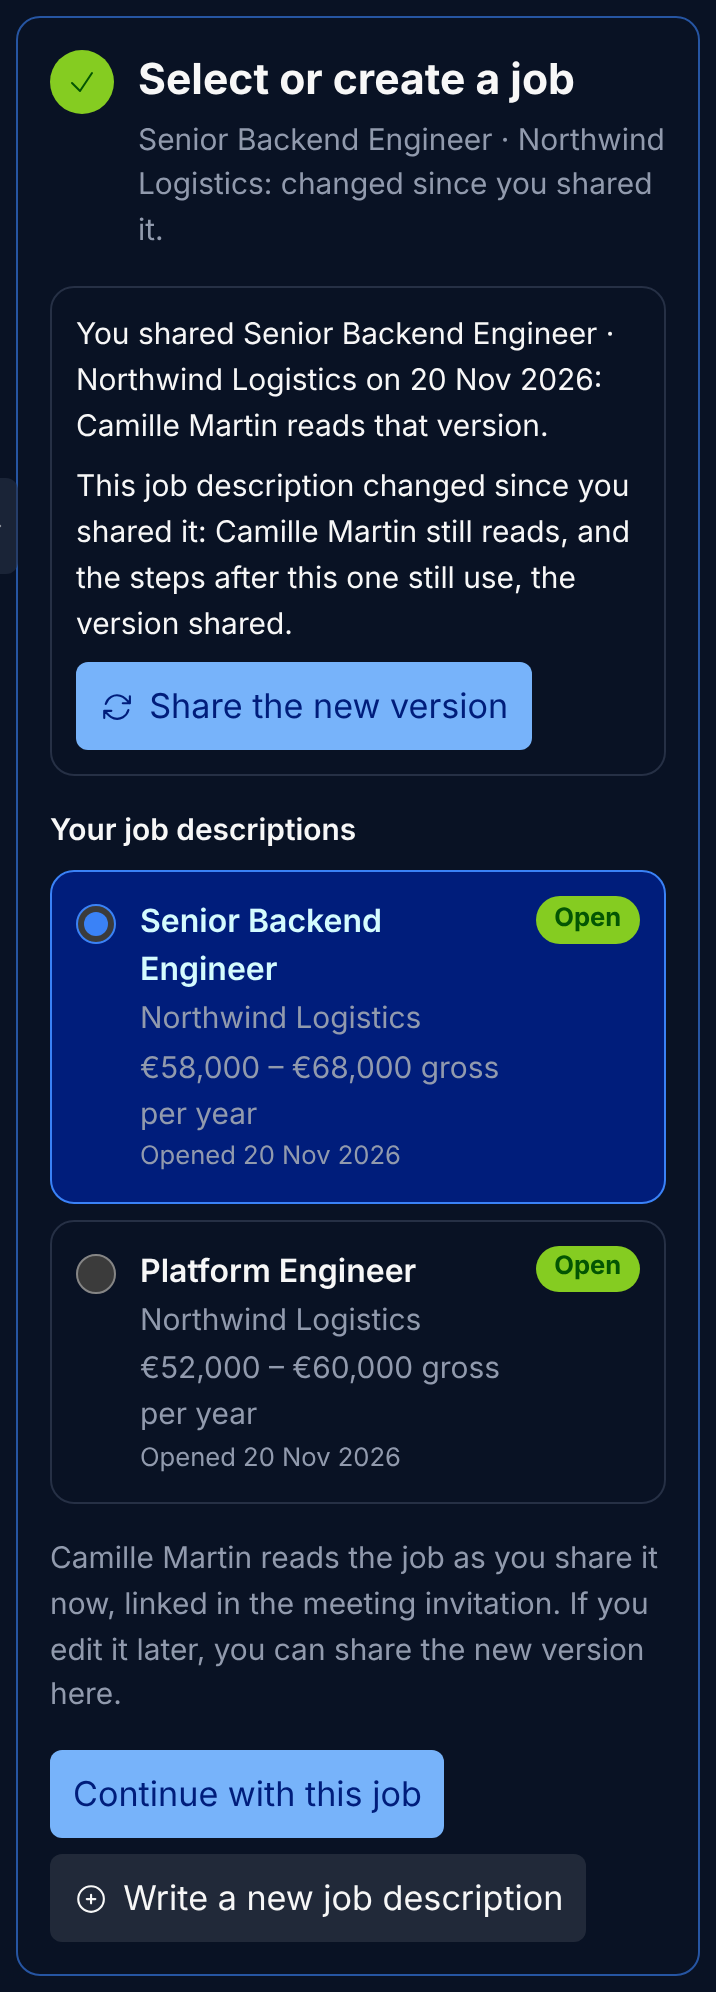 Select or create a job
Senior Backend Engineer · Northwind
Logistics: changed since you shared
it.
You shared Senior Backend Engineer ·
Northwind Logistics on 20 Nov 2026:
Camille Martin reads that version.
This job description changed since you
shared it: Camille Martin still reads, and
the steps after this one still use, the
version shared.
Share the new version
Your job descriptions
Senior Backend
Engineer
Open
Northwind Logistics
€58,000 – €68,000 gross
per year
Opened 20 Nov 2026
Platform Engineer
Open
Northwind Logistics
€52,000 – €60,000 gross
per year
Opened 20 Nov 2026
Camille Martin reads the job as you share it
now, linked in the meeting invitation. If you
edit it later, you can share the new version
here.
Continue with this job
Write a new job description